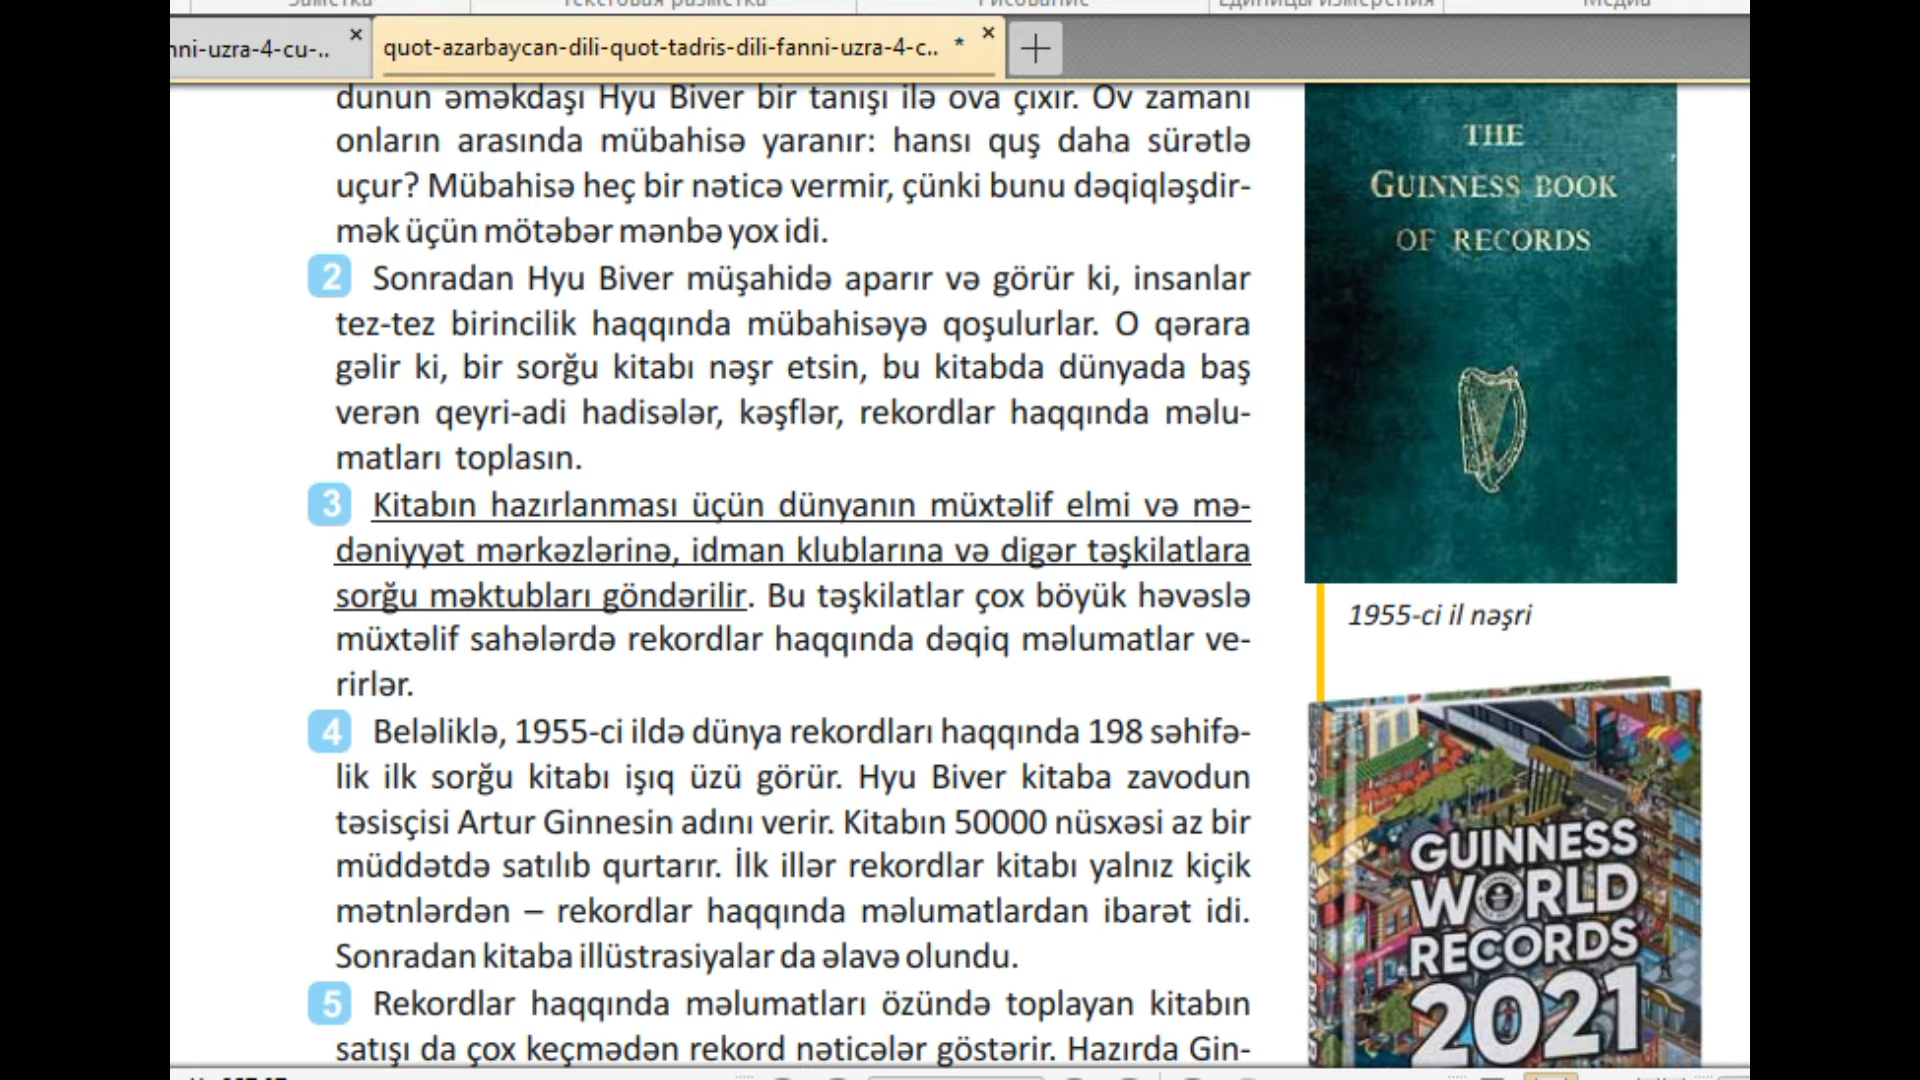 nni-uzra-4-cu-..
quot-azarbaycan-dili-quot-tadris-dili-fanni-uzra-4-c.. *
dunun əməkdaşı Hyu Biver bir tanışı ilə ova çıxır. Ov zamanı
onların arasında mübahisə yaranır: hansı quş daha sürətlə
uçur? Mübahisə heç bir nəticə vermir, çünki bunu dəqiqləşdir-
mək üçün mötəbər mənbə yox idi.
2 Sonradan Hyu Biver müşahidə aparır və görür ki, insanlar
tez-tez birincilik haqqında mübahisəyə qoşulurlar. O qərara
gəlir ki, bir sorğu kitabı nəşr etsin, bu kitabda dünyada baş
verən qeyri-adi hadisələr, kəşflər, rekordlar haqqında məlu-
matları toplasın.
3 Kitabın hazırlanması üçün dünyanın müxtəlif elmi və mə-
dəniyyət mərkəzlərinə, idman klublarına və digər təşkilatlara
sorğu məktubları göndərilir. Bu təşkilatlar çox böyük həvəslə
müxtəlif sahələrdə rekordlar haqqında dəqiq məlumatlar ve-
rirlər.
4 Beləliklə, 1955-ci ildə dünya rekordları haqqında 198 səhifə-
lik ilk sorğu kitabı işıq üzü görür. Hyu Biver kitaba zavodun
təsisçisi Artur Ginnesin adını verir. Kitabın 50000 nüsxəsi az bir
müddətdə satılıb qurtarır. İlk illər rekordlar kitabı yalnız kiçik
mətnlərdən – rekordlar haqqında məlumatlardan ibarət idi.
Sonradan kitaba illüstrasiyalar da əlavə olundu.
5 Rekordlar haqqında məlumatları özündə toplayan kitabın
satışı da çox keçmədən rekord nəticələr göstərir. Hazırda Gin-
THE
GUINNESS BOOK
OF RECORDS
1955-ci il nəşri
GUINNESS
WORLD
RECORDS
2021